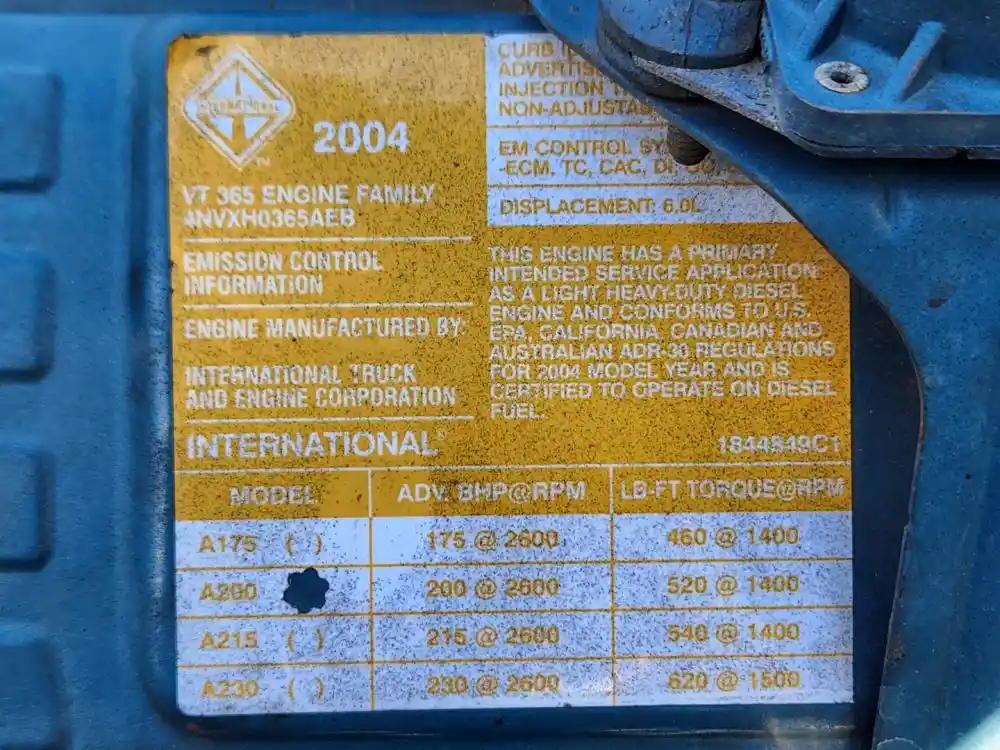 INTERNATIONAL
TM
2004
VT 365 ENGINE FAMILY
4NVXH0365AEB
EMISSION CONTROL
INFORMATION
ENGINE MANUFACTURED BY:
INTERNATIONAL TRUCK
AND ENGINE CORPORATION
INTERNATIONAL®
CURB
ADVERTIS
INJECTION
NON-ADJUSTA
EM CONTROL SY
ECM, TC, CAC, DI,
DISPLACEMENT: 6.0L
THIS ENGINE HAS A PRIMARY
INTENDED SERVICE APPLICATION
AS A LIGHT HEAVY-DUTY DIESEL
ENGINE AND CONFORMS TO U.S.
EPA, CALIFORNIA, CANADIAN AND
AUSTRALIAN ADR-30 REGULATIONS
FOR 2004 MODEL YEAR AND IS
CERTIFIED TO OPERATE ON DIESEL
FUEL.
1844849C1
MODEL ADV. BHP@RPM LB-FT TORQUE@RPM
A175 ( ) 175 @ 2600 460 @ 1400
A200 200 @ 2600 520 @ 1400
A215 ( ) 215 @ 2600 540 @ 1400
A230 ( ) 230 @ 2600 620 @ 1500